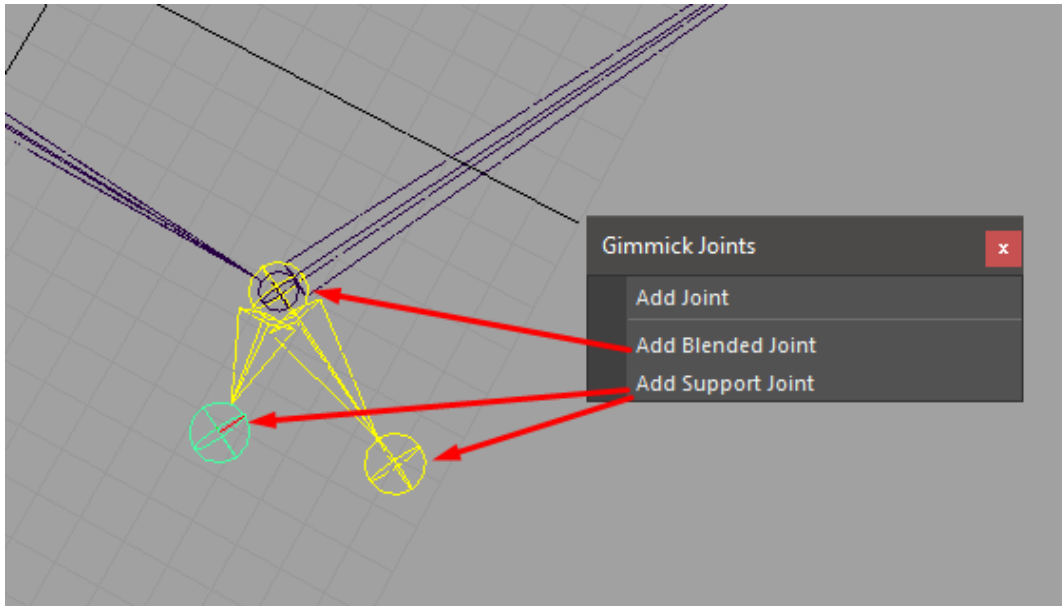 Gimmick Joints
x
Add Joint
Add Blended Joint
Add Support Joint